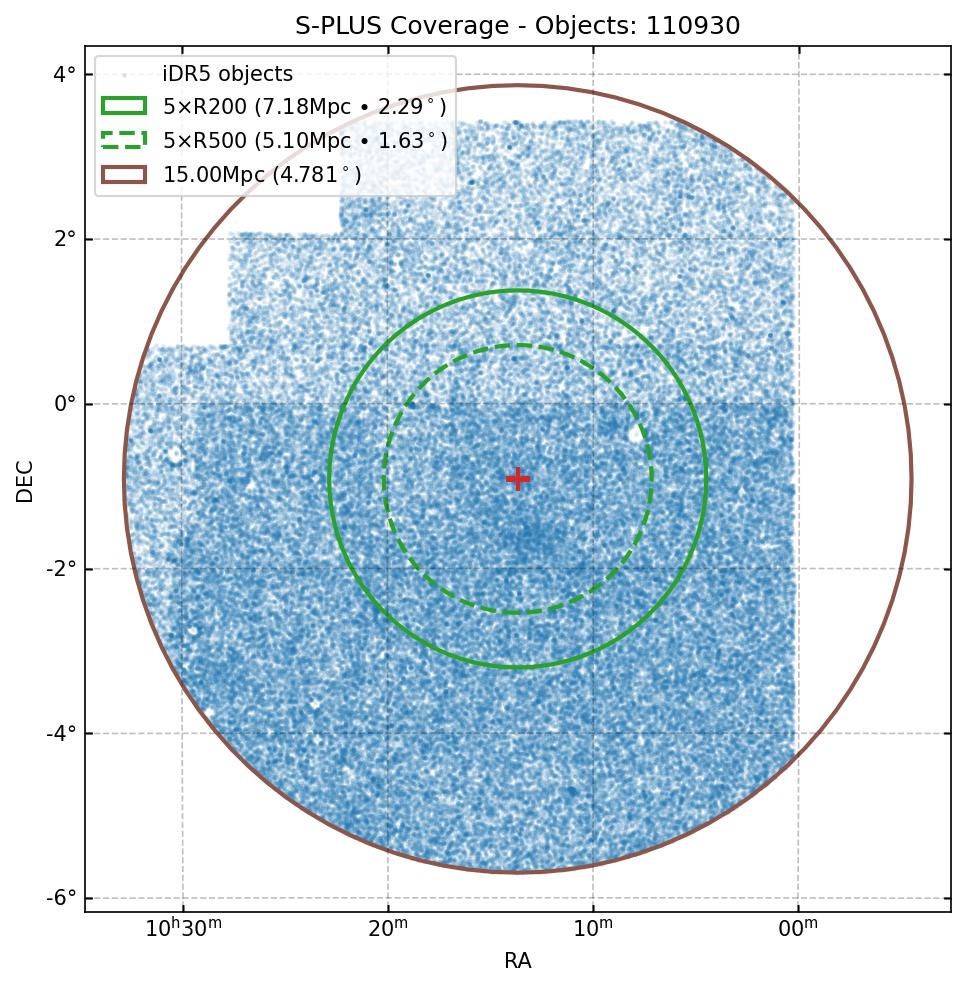 S-PLUS Coverage - Objects: 110930
iDR5 objects
5×R200 (7.18Mpc • 2.29°)
5×R500 (5.10Mpc • 1.63°)
15.00Mpc (4.781°)
4°
2°
0°
-2°
-4°
-6°
DEC
10ʰ30ᵐ 20ᵐ 10ᵐ 00ᵐ
RA